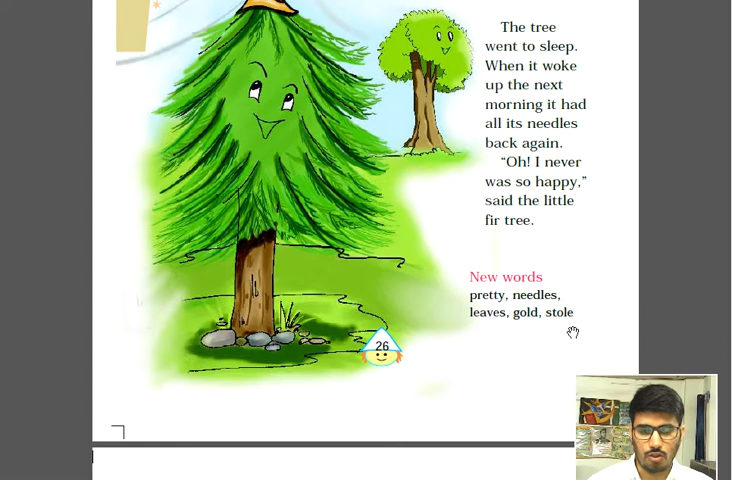 The tree
went to sleep.
When it woke
up the next
morning it had
all its needles
back again.
“Oh! I never
was so happy,”
said the little
fir tree.
New words
pretty, needles,
leaves, gold, stole
26